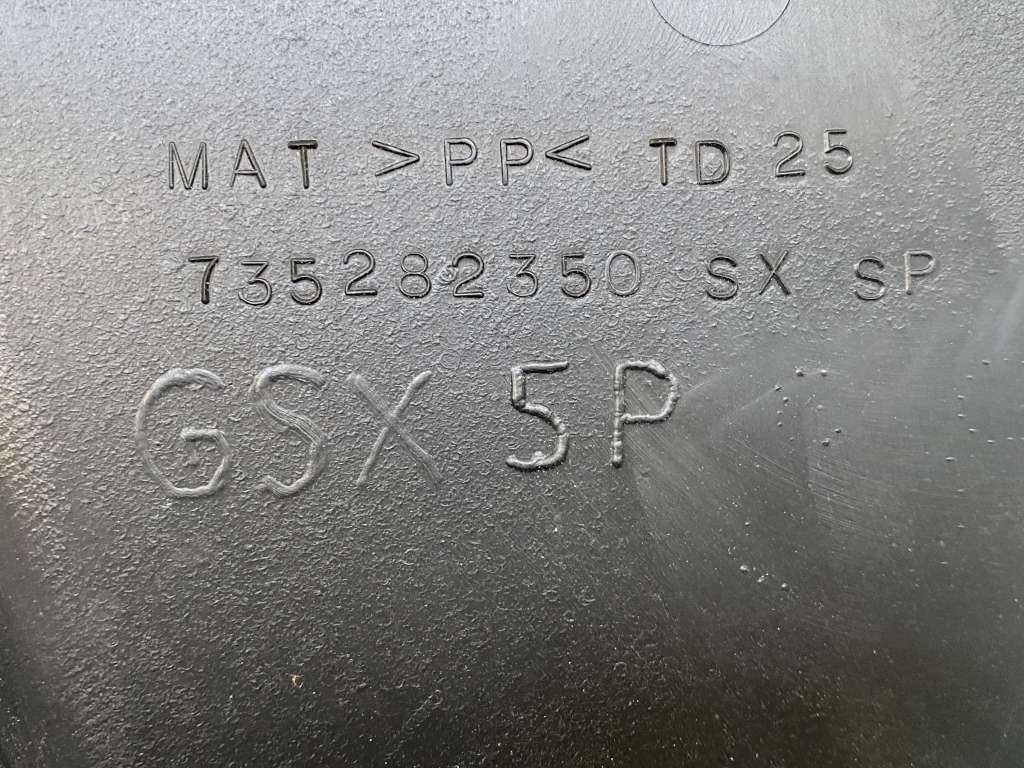 MAT >PP< TD 25
735282350 SX SP
GSX 5P